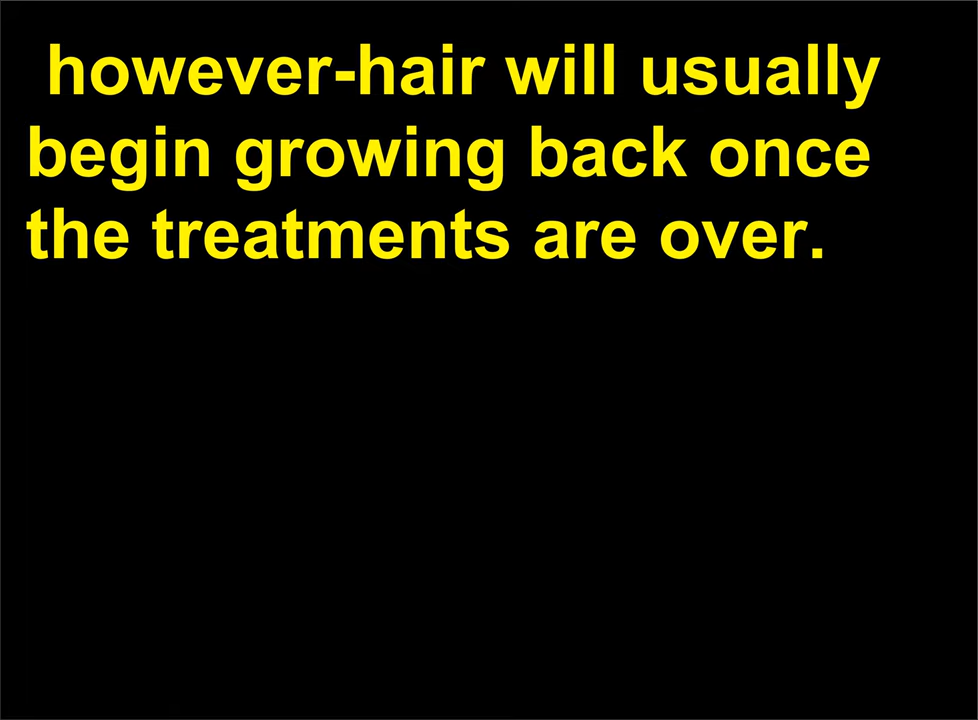 however-hair will usually
begin growing back once
the treatments are over.